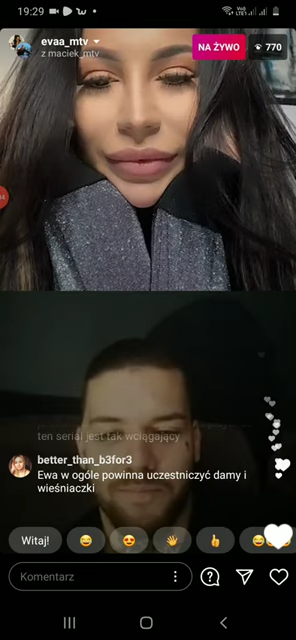 19:29
evaa_mtv
z maciek_mtv
NA ŻYWO
770
ten serial jest tak wciągający
better_than_b3for3
Ewa w ogóle powinna uczestniczyć damy i
wieśniaczki
Witaj!
Komentarz